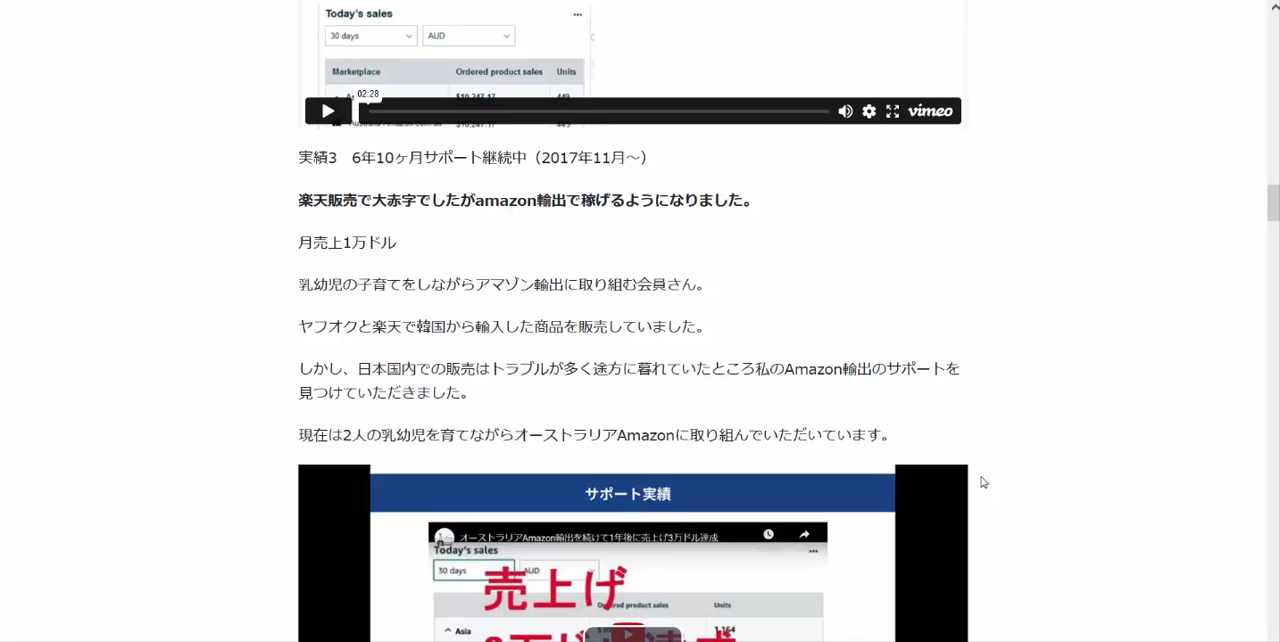 Today's sales
30 days AUD
Marketplace Ordered product sales Units
$10,247.17 449
02:28
vimeo
実績3　6年10ヶ月サポート継続中（2017年11月～）
楽天販売で大赤字でしたがamazon輸出で稼げるようになりました。
月売上1万ドル
乳幼児の子育てをしながらアマゾン輸出に取り組む会員さん。
ヤフオクと楽天で韓国から輸入した商品を販売していました。
しかし、日本国内での販売はトラブルが多く途方に暮れていたところ私のAmazon輸出のサポートを
見つけていただきました。
現在は2人の乳幼児を育てながらオーストラリアAmazonに取り組んでいただいています。
サポート実績
オーストラリアAmazon輸出を続けて1年後に売上げ3万ドル達成
Today's sales
30 days AUD
売上げ
Ordered product sales Units
Asia 1,164